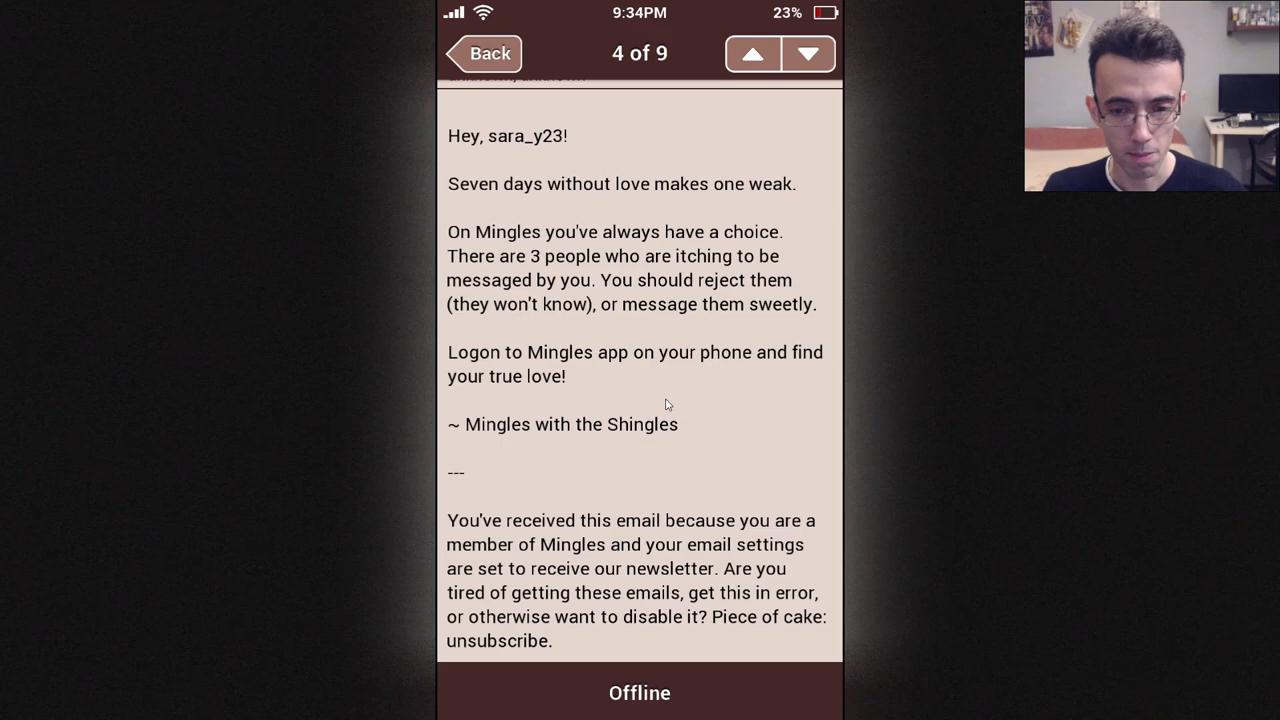 9:34PM
23%
Back
4 of 9
Hey, sara_y23!
Seven days without love makes one weak.
On Mingles you've always have a choice.
There are 3 people who are itching to be
messaged by you. You should reject them
(they won't know), or message them sweetly.
Logon to Mingles app on your phone and find
your true love!
~ Mingles with the Shingles
---
You've received this email because you are a
member of Mingles and your email settings
are set to receive our newsletter. Are you
tired of getting these emails, get this in error,
or otherwise want to disable it? Piece of cake:
unsubscribe.
Offline